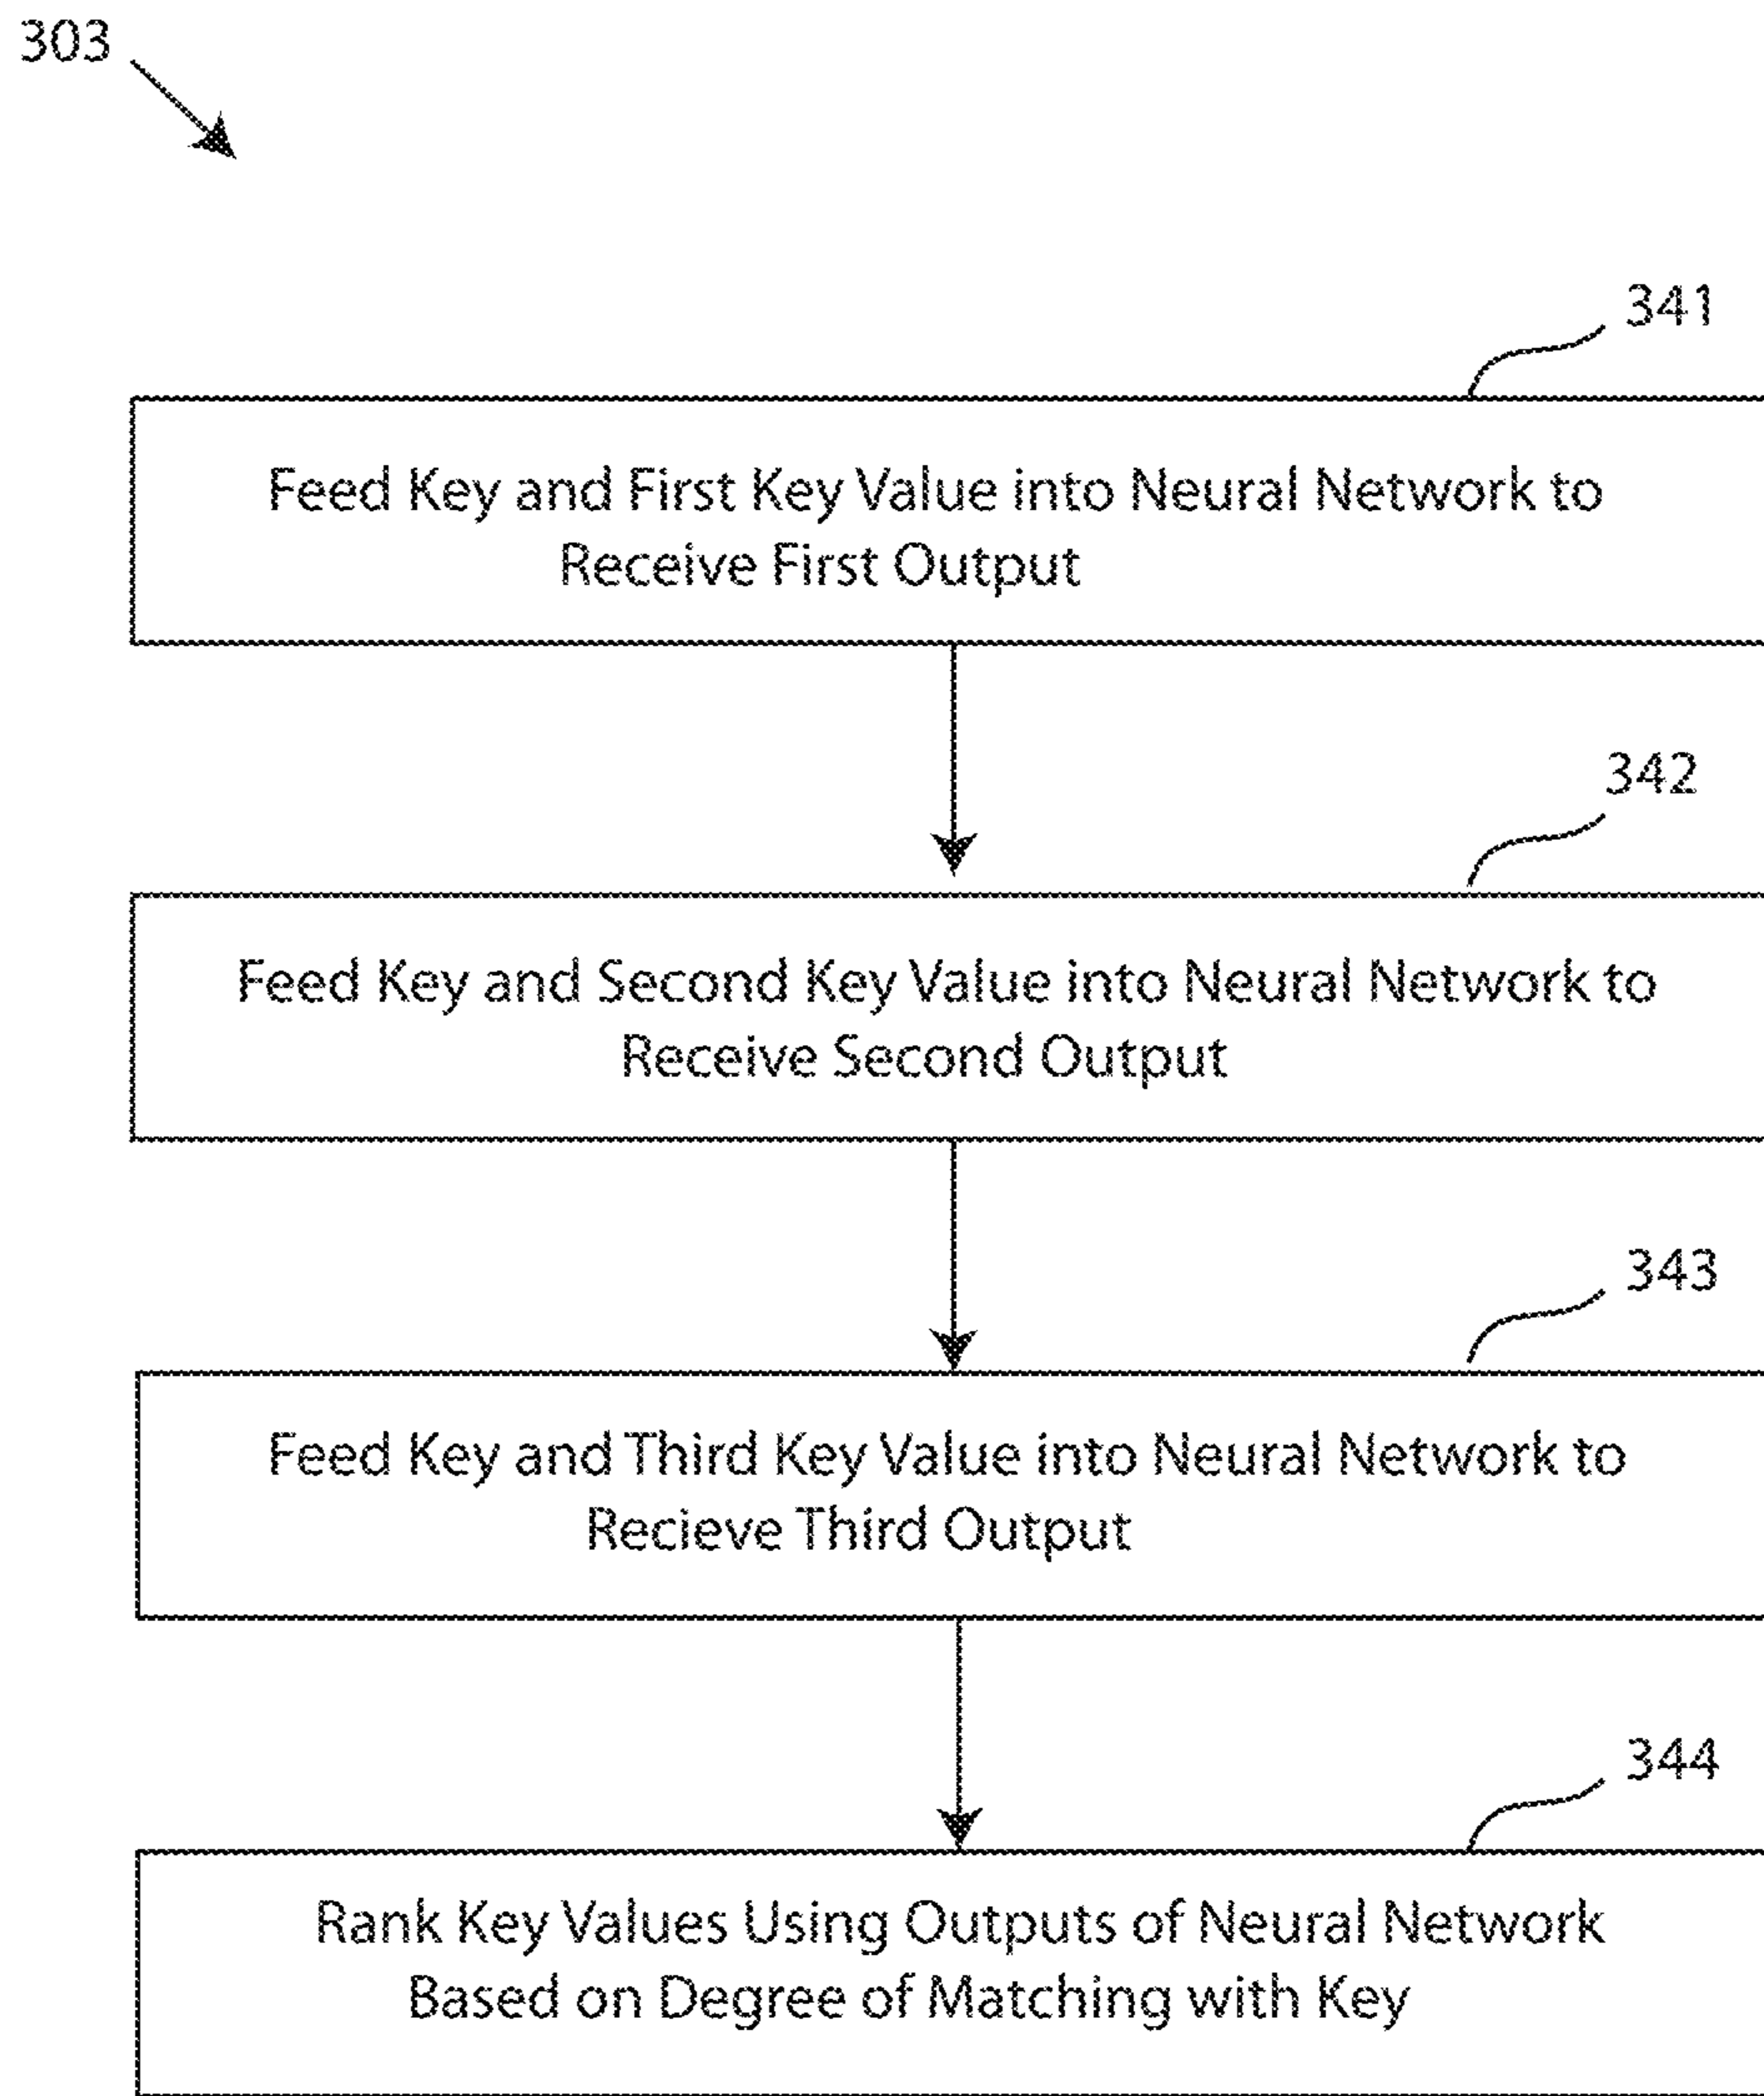 303
341
Feed Key and First Key Value into Neural Network to
Receive First Output
342
Feed Key and Second Key Value into Neural Network to
Receive Second Output
343
Feed Key and Third Key Value into Neural Network to
Recieve Third Output
344
Rank Key Values Using Outputs of Neural Network
Based on Degree of Matching with Key